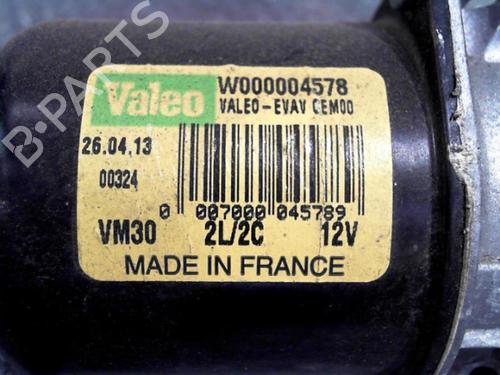 Valeo
W000004578
VALEO-EVAV CEM00
26.04.13
00324
0 007000 045789
VM30 2L/2C 12V
MADE IN FRANCE
B-PARTS
B-PARTS